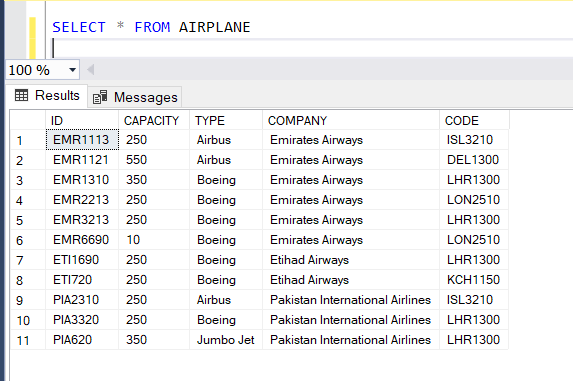 SELECT * FROM AIRPLANE
100 %
Results Messages
ID CAPACITY TYPE COMPANY CODE
1 EMR1113 250 Airbus Emirates Airways ISL3210
2 EMR1121 550 Airbus Emirates Airways DEL1300
3 EMR1310 350 Boeing Emirates Airways LHR1300
4 EMR2213 250 Boeing Emirates Airways LON2510
5 EMR3213 250 Boeing Emirates Airways LHR1300
6 EMR6690 10 Boeing Emirates Airways LON2510
7 ETI1690 250 Boeing Etihad Airways LHR1300
8 ETI720 250 Boeing Etihad Airways KCH1150
9 PIA2310 250 Airbus Pakistan International Airlines ISL3210
10 PIA3320 250 Boeing Pakistan International Airlines LHR1300
11 PIA620 350 Jumbo Jet Pakistan International Airlines LHR1300